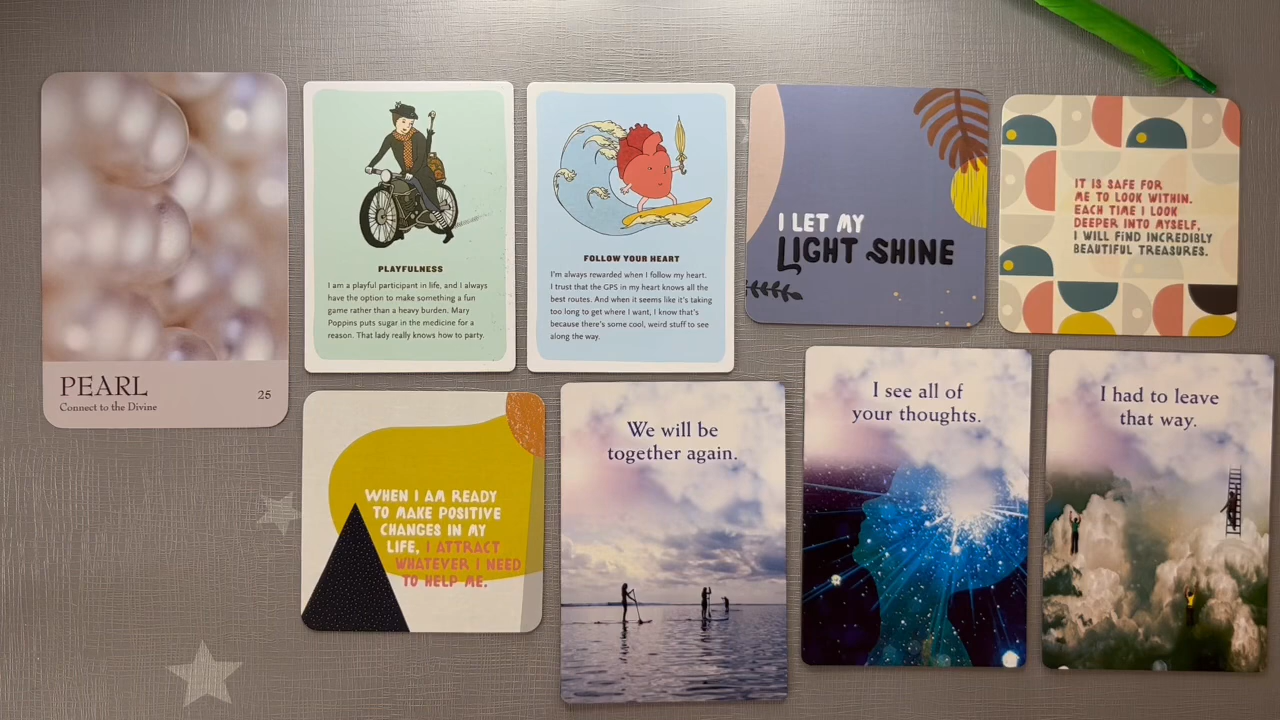 PEARL
Connect to the Divine
25
PLAYFULNESS
I am a playful participant in life, and I always
have the option to make something a fun
game rather than a heavy burden. Mary
Poppins puts sugar in the medicine for a
reason. That lady really knows how to party.
FOLLOW YOUR HEART
I'm always rewarded when I follow my heart.
I trust that the GPS in my heart knows all the
best routes. And when it seems like it's taking
too long to get where I want, I know that's
because there's some cool, weird stuff to see
along the way.
I LET MY
LIGHT SHINE
IT IS SAFE FOR
ME TO LOOK WITHIN.
EACH TIME I LOOK
DEEPER INTO MYSELF,
I WILL FIND INCREDIBLY
BEAUTIFUL TREASURES.
WHEN I AM READY
TO MAKE POSITIVE
CHANGES IN MY
LIFE, I ATTRACT
WHATEVER I NEED
TO HELP ME.
We will be
together again.
I see all of
your thoughts.
I had to leave
that way.